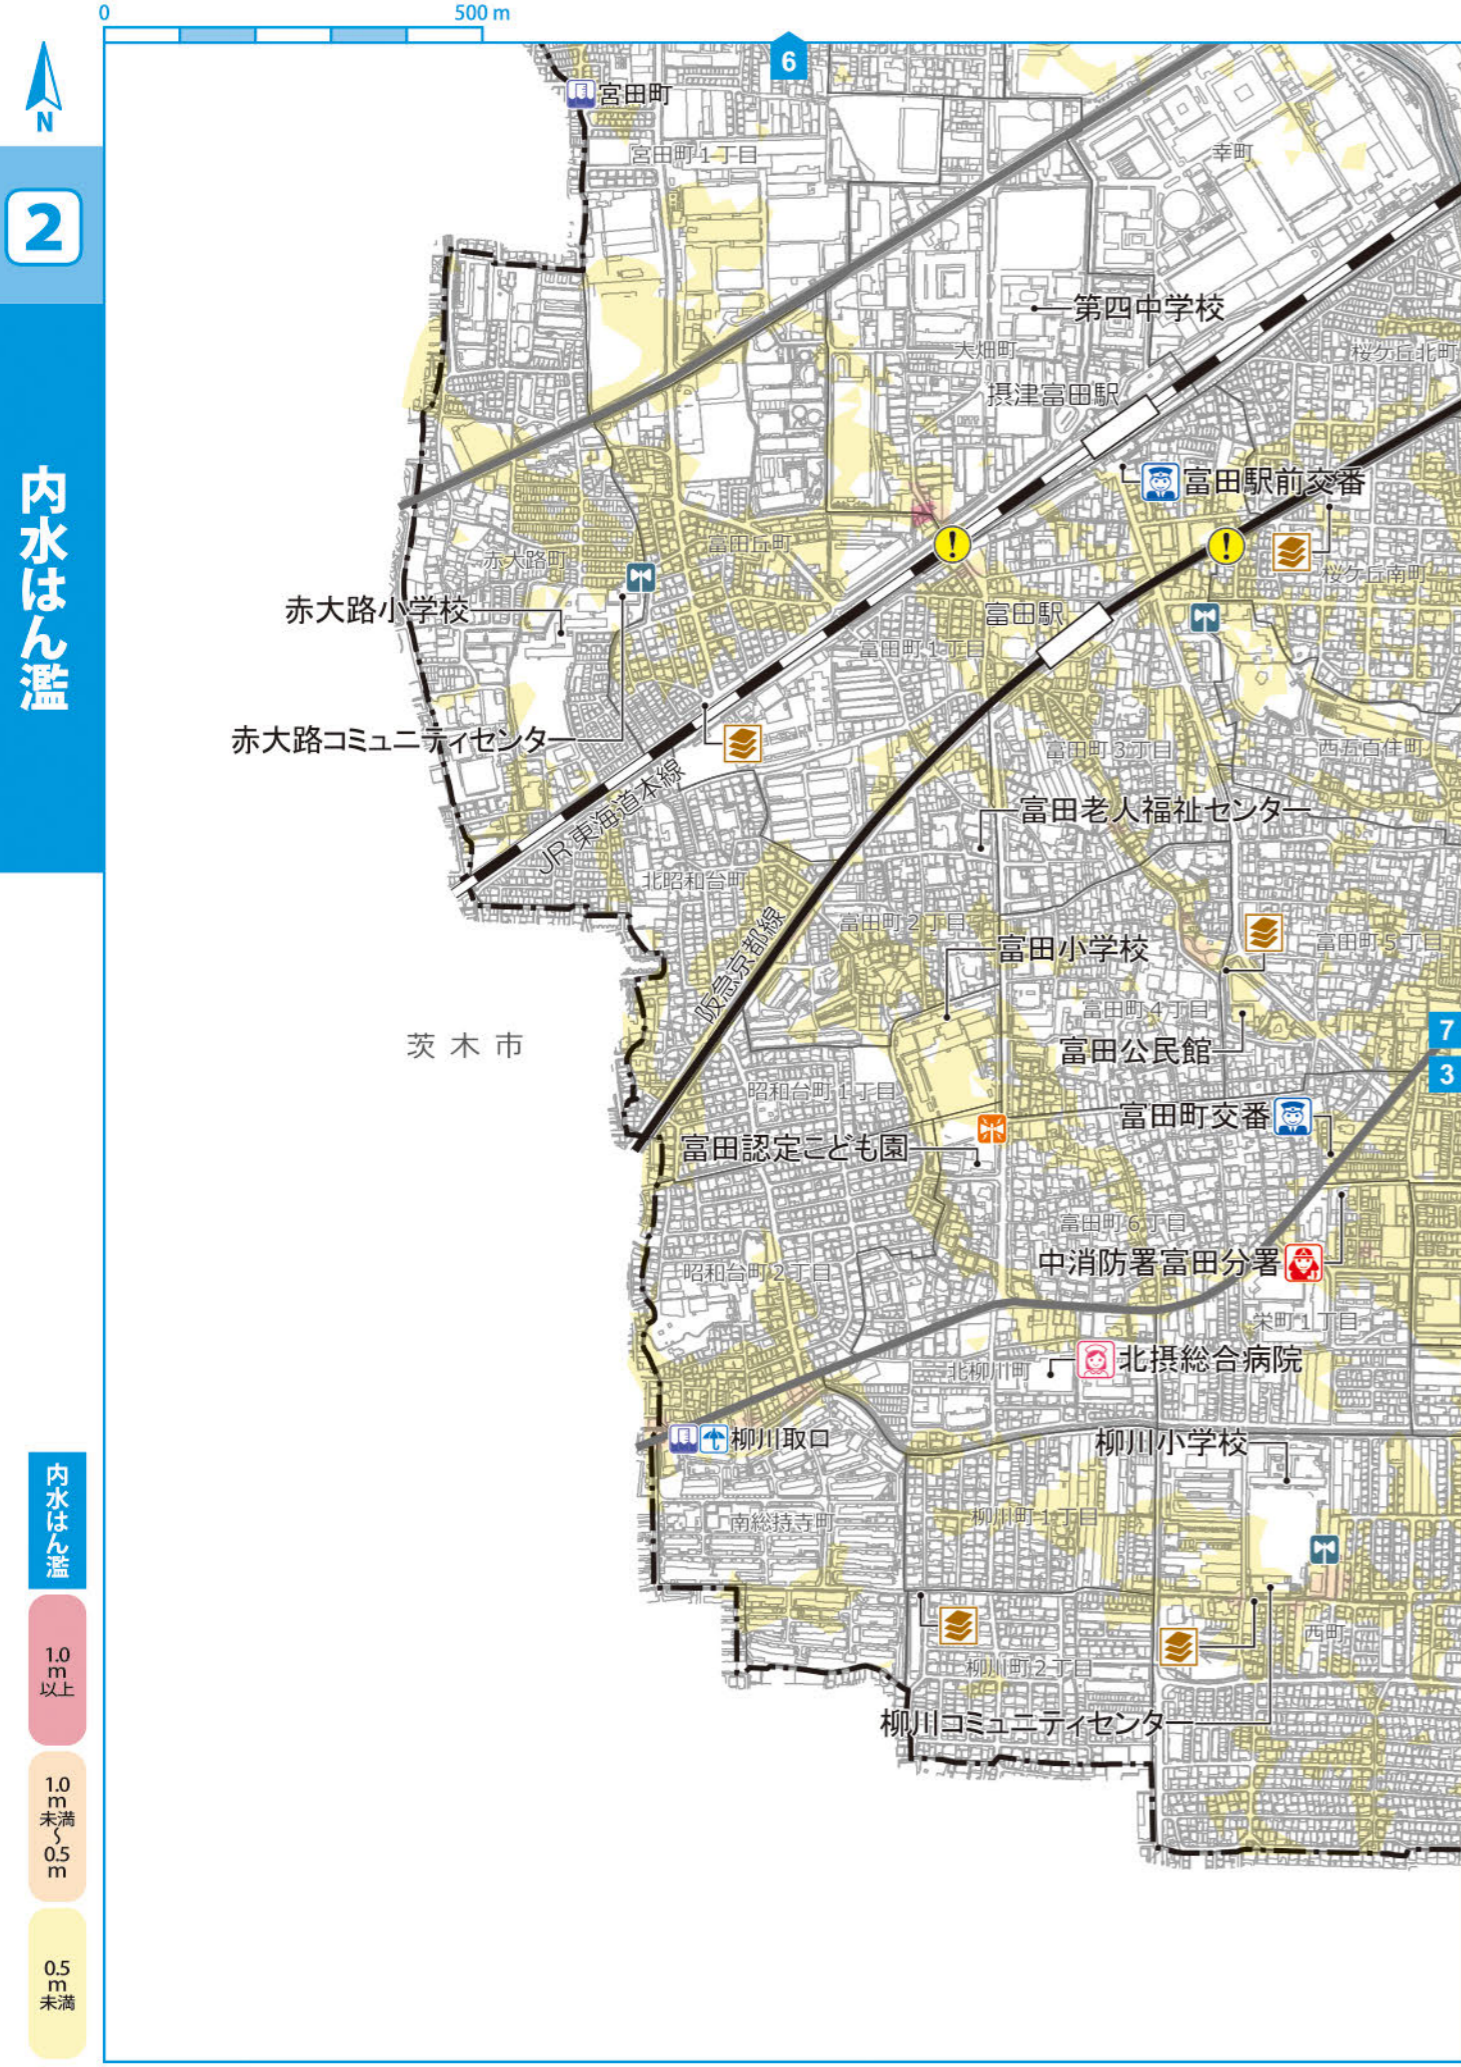 0 500 m
N
6
2
内水はん濫
宮田町
宮田町1丁目
幸町
第四中学校
大畑町
桜ケ丘北町
摂津富田駅
富田駅前交番
富田丘町
赤大路町
桜ケ丘南町
赤大路小学校
富田駅
富田町1丁目
赤大路コミュニティセンター
富田町3丁目
西五百住町
JR東海道本線
富田老人福祉センター
北昭和台町
富田町2丁目
富田町5丁目
富田小学校
阪急京都線
富田町4丁目
茨木市
富田公民館
7
3
昭和台町1丁目
富田町交番
富田認定こども園
富田町6丁目
中消防署富田分署
昭和台町2丁目
栄町1丁目
北柳川町
北摂総合病院
柳川取口
柳川小学校
南総持寺町
柳川町1丁目
西町
柳川町2丁目
柳川コミュニティセンター
内水はん濫
1.0
m
以上
1.0
m
未満
〜
0.5
m
0.5
m
未満